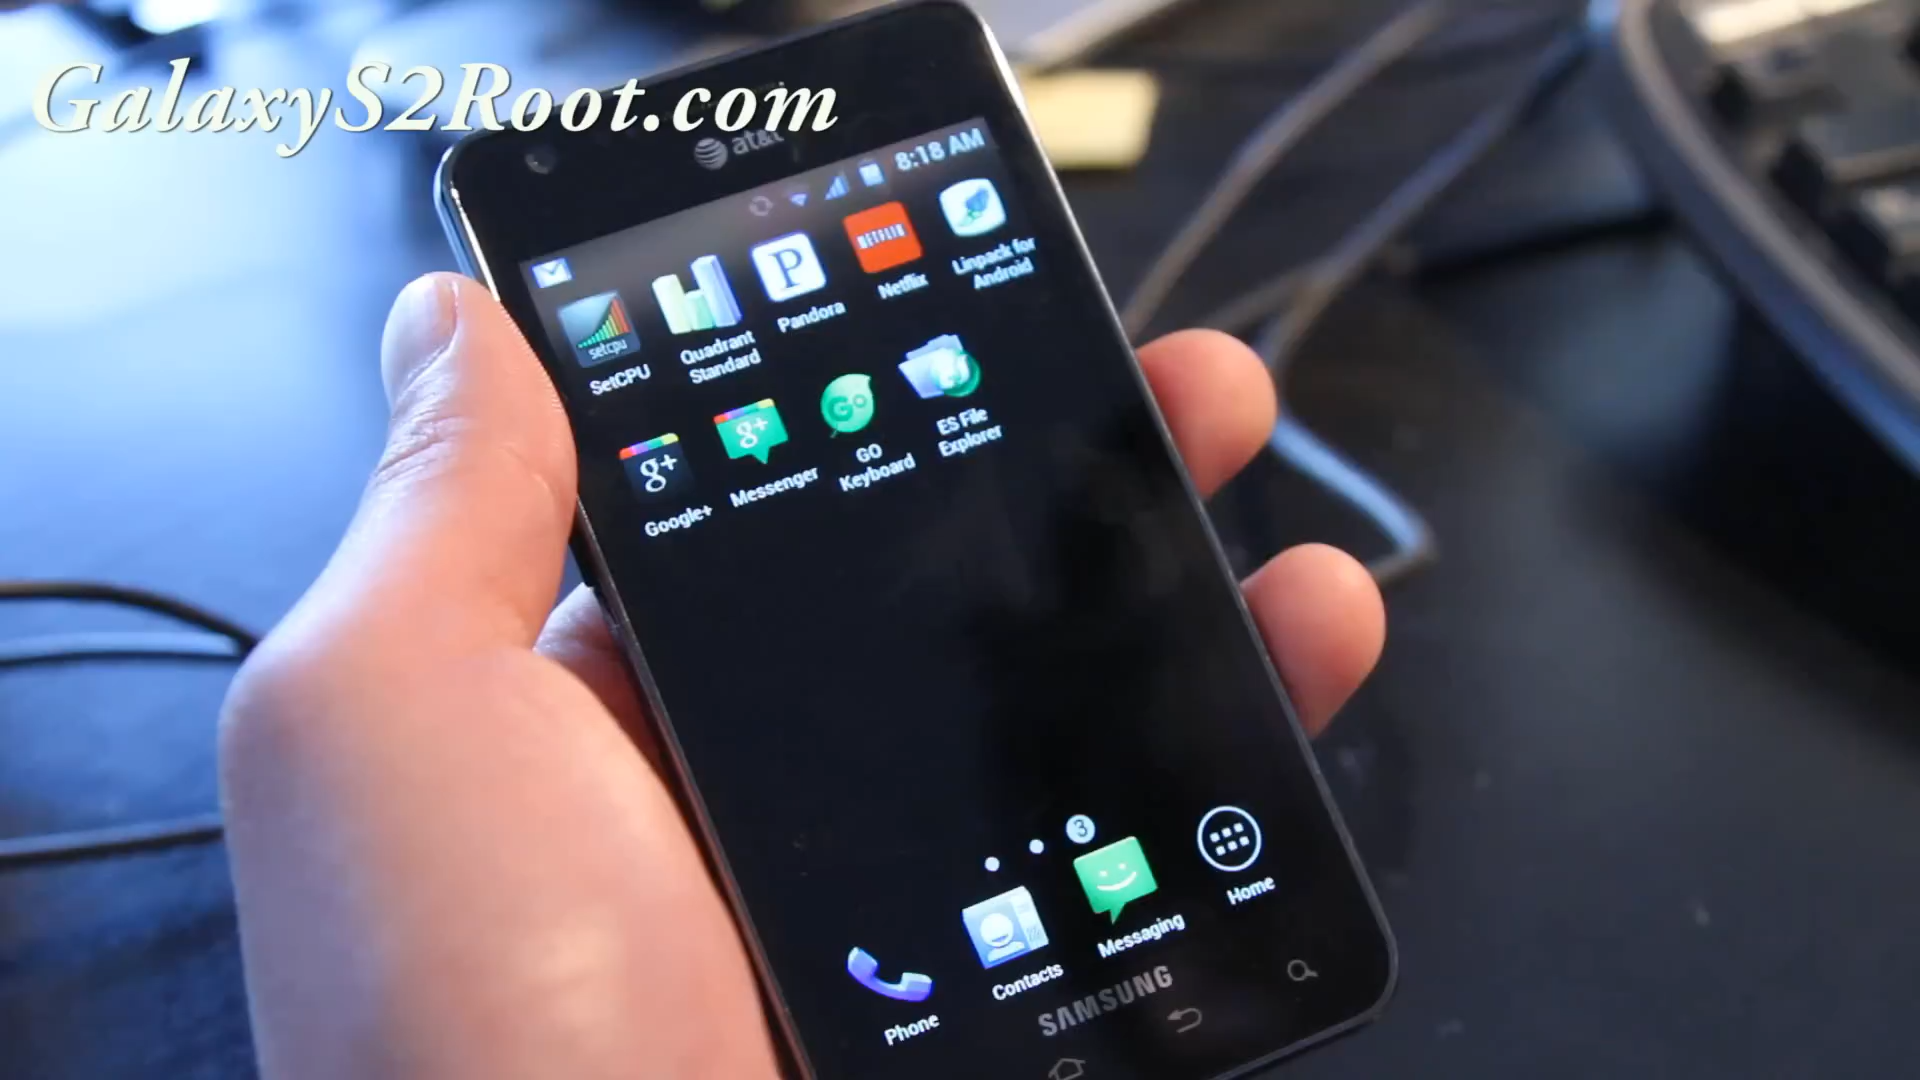 GalaxyS2Root.com
at&t
8:18 AM
setcpu
SetCPU
Quadrant
Standard
P
Pandora
NETFLIX
Netflix
Linpack for
Android
g+
Google+
g+
Messenger
GO
GO
Keyboard
ES File
Explorer
3
Phone
Contacts
Messaging
Home
SAMSUNG